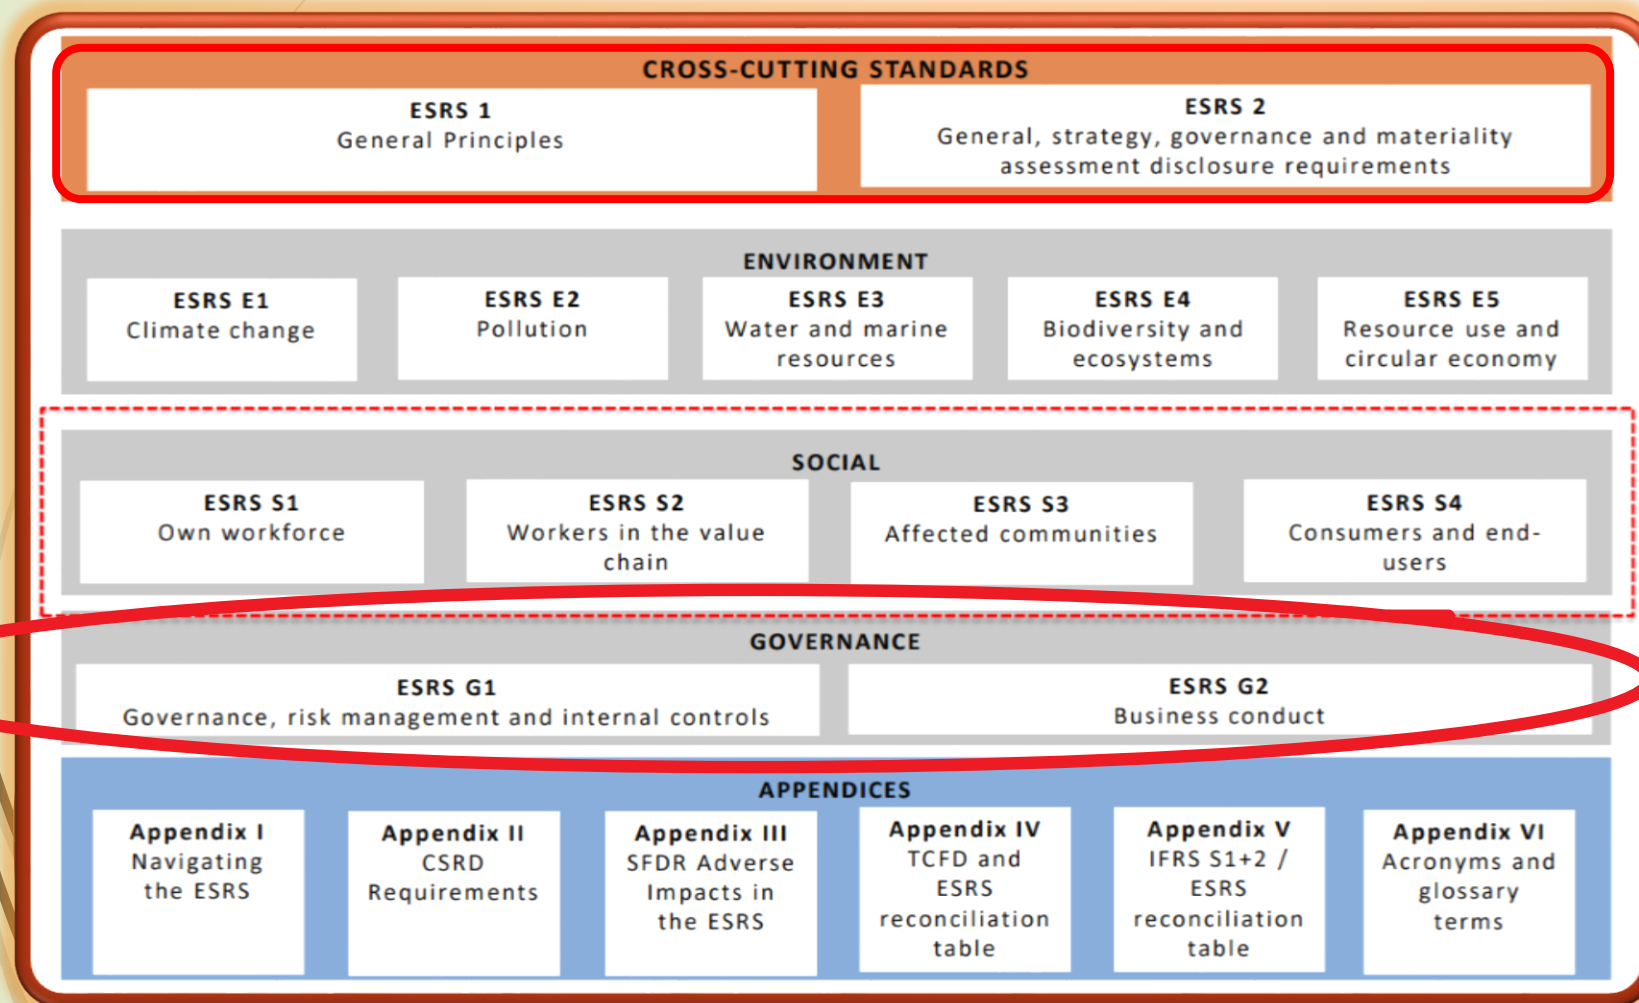 CROSS-CUTTING STANDARDS
ESRS 1
General Principles
ESRS 2
General, strategy, governance and materiality
assessment disclosure requirements
ENVIRONMENT
ESRS E1
Climate change
ESRS E2
Pollution
ESRS E3
Water and marine
resources
ESRS E4
Biodiversity and
ecosystems
ESRS E5
Resource use and
circular economy
SOCIAL
ESRS S1
Own workforce
ESRS S2
Workers in the value
chain
ESRS S3
Affected communities
ESRS S4
Consumers and end-
users
GOVERNANCE
ESRS G1
Governance, risk management and internal controls
ESRS G2
Business conduct
APPENDICES
Appendix I
Navigating
the ESRS
Appendix II
CSRD
Requirements
Appendix III
SFDR Adverse
Impacts in
the ESRS
Appendix IV
TCFD and
ESRS
reconciliation
table
Appendix V
IFRS S1+2 /
ESRS
reconciliation
table
Appendix VI
Acronyms and
glossary
terms